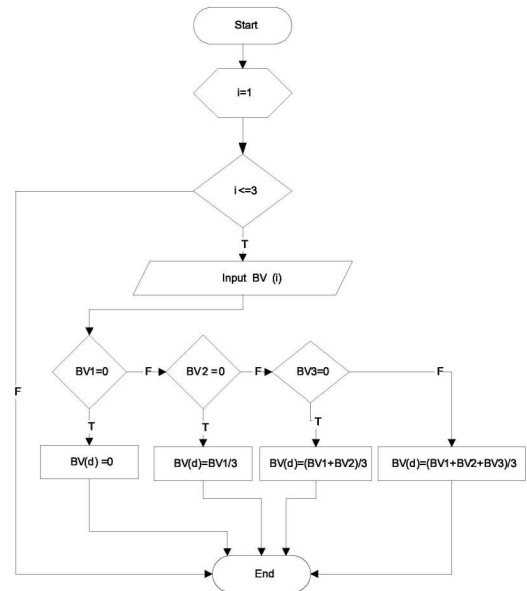 Start
i=1
i<=3
T
Input BV (i)
BV1=0
F
BV2 =0
F
BV3=0
F
F
T
T
T
BV(d) =0
BV(d)=BV1/3
BV(d)=(BV1+BV2)/3
BV(d)=(BV1+BV2+BV3)/3
End